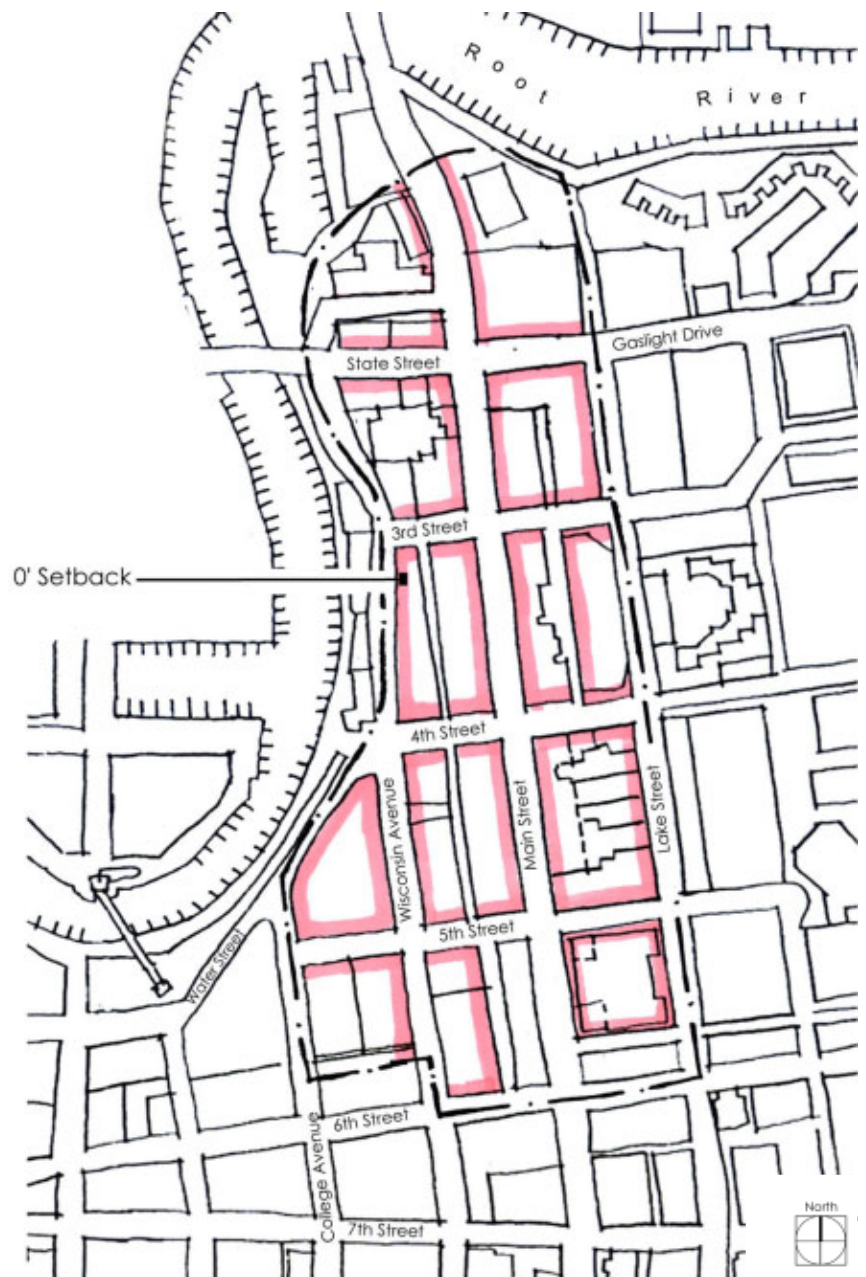 Root
River
Gaslight Drive
State Street
3rd Street
0' Setback
4th Street
Wisconsin Avenue
Main Street
Lake Street
5th Street
Water Street
6th Street
College Avenue
7th Street
North